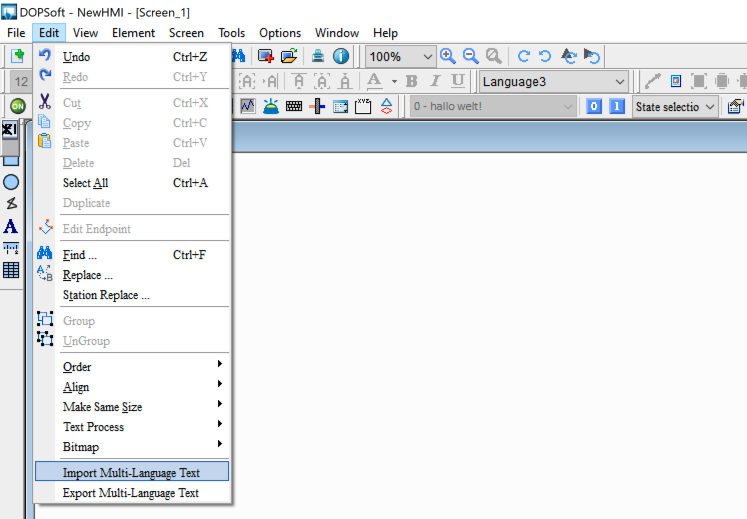 DOPSoft - NewHMI - [Screen_1]
File Edit View Element Screen Tools Options Window Help
Undo Ctrl+Z
100%
Redo Ctrl+Y
12
A B I U
Language3
Cut Ctrl+X
ON
0 - hallo welt!
0 1
State selectio
Copy Ctrl+C
Paste Ctrl+V
Delete Del
Select All Ctrl+A
Duplicate
Edit Endpoint
A
Find ... Ctrl+F
Replace ...
Station Replace ...
Group
UnGroup
Order
Align
Make Same Size
Text Process
Bitmap
Import Multi-Language Text
Export Multi-Language Text